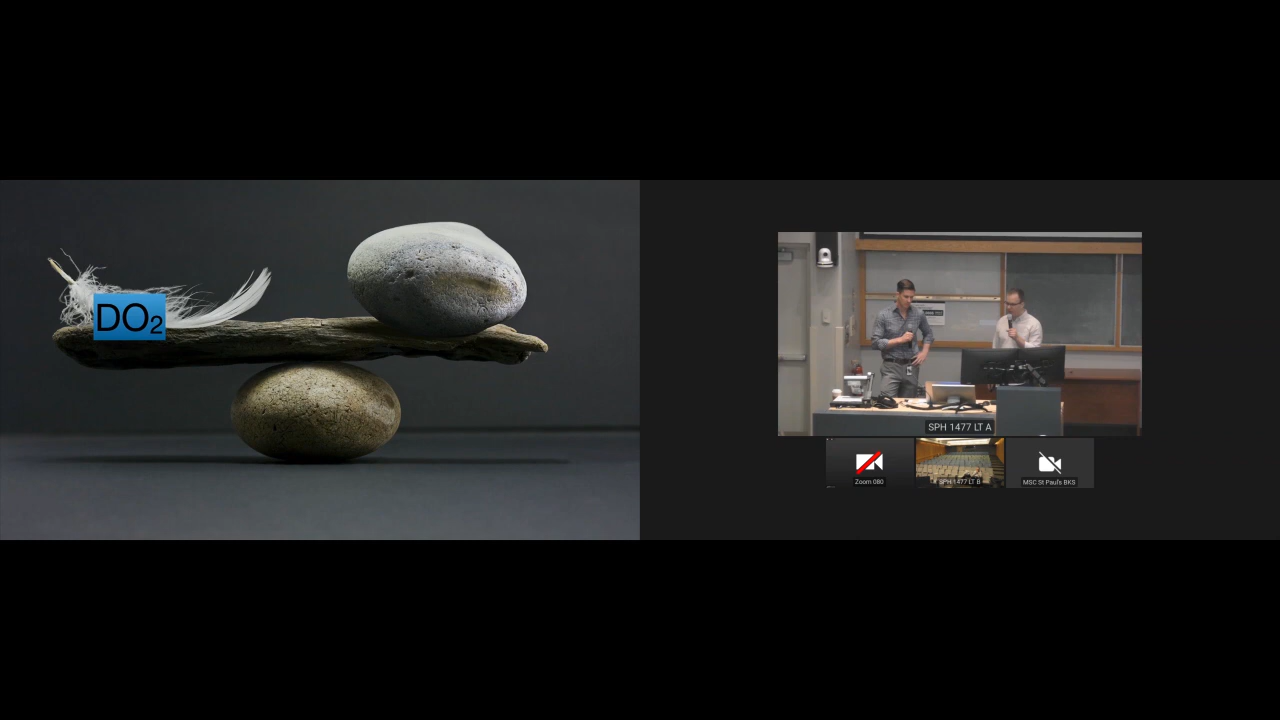 DO₂
SPH 1477 LT A
Zoom 080
SPH 1477 LT B
MSC St Paul's BKS